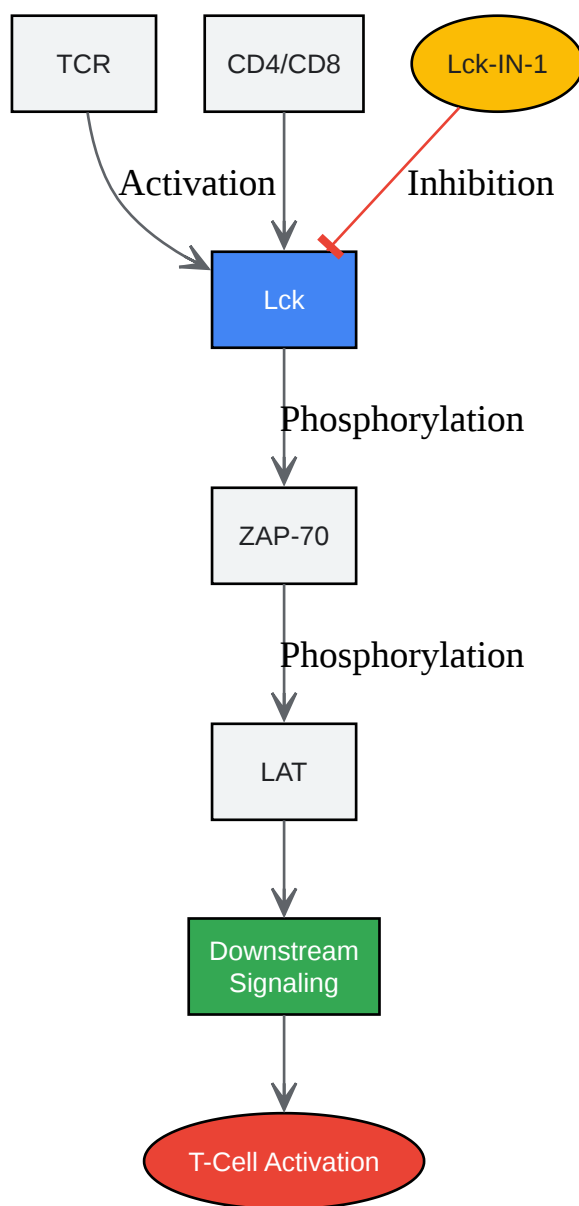 TCR
CD4/CD8
Lck-IN-1
Activation
Inhibition
Lck
Phosphorylation
ZAP-70
Phosphorylation
LAT
Downstream
Signaling
T-Cell Activation